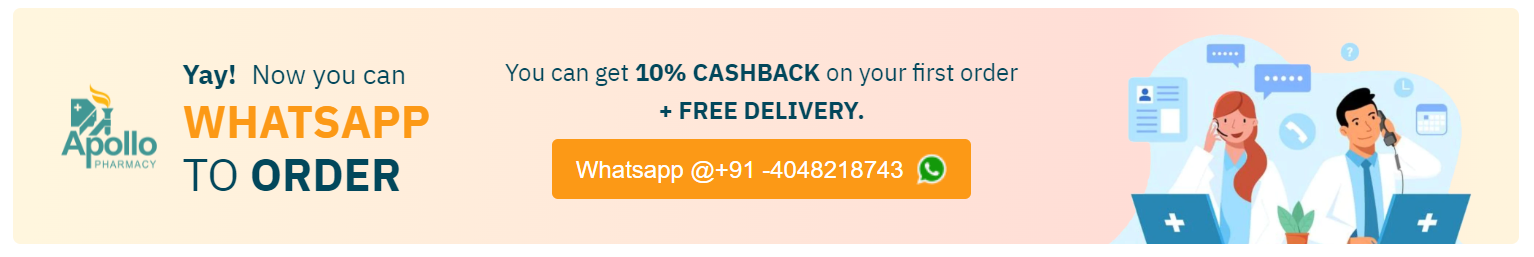 Apollo
PHARMACY
Yay! Now you can
WHATSAPP
TO ORDER
You can get 10% CASHBACK on your first order
+ FREE DELIVERY.
Whatsapp @+91 -4048218743
?